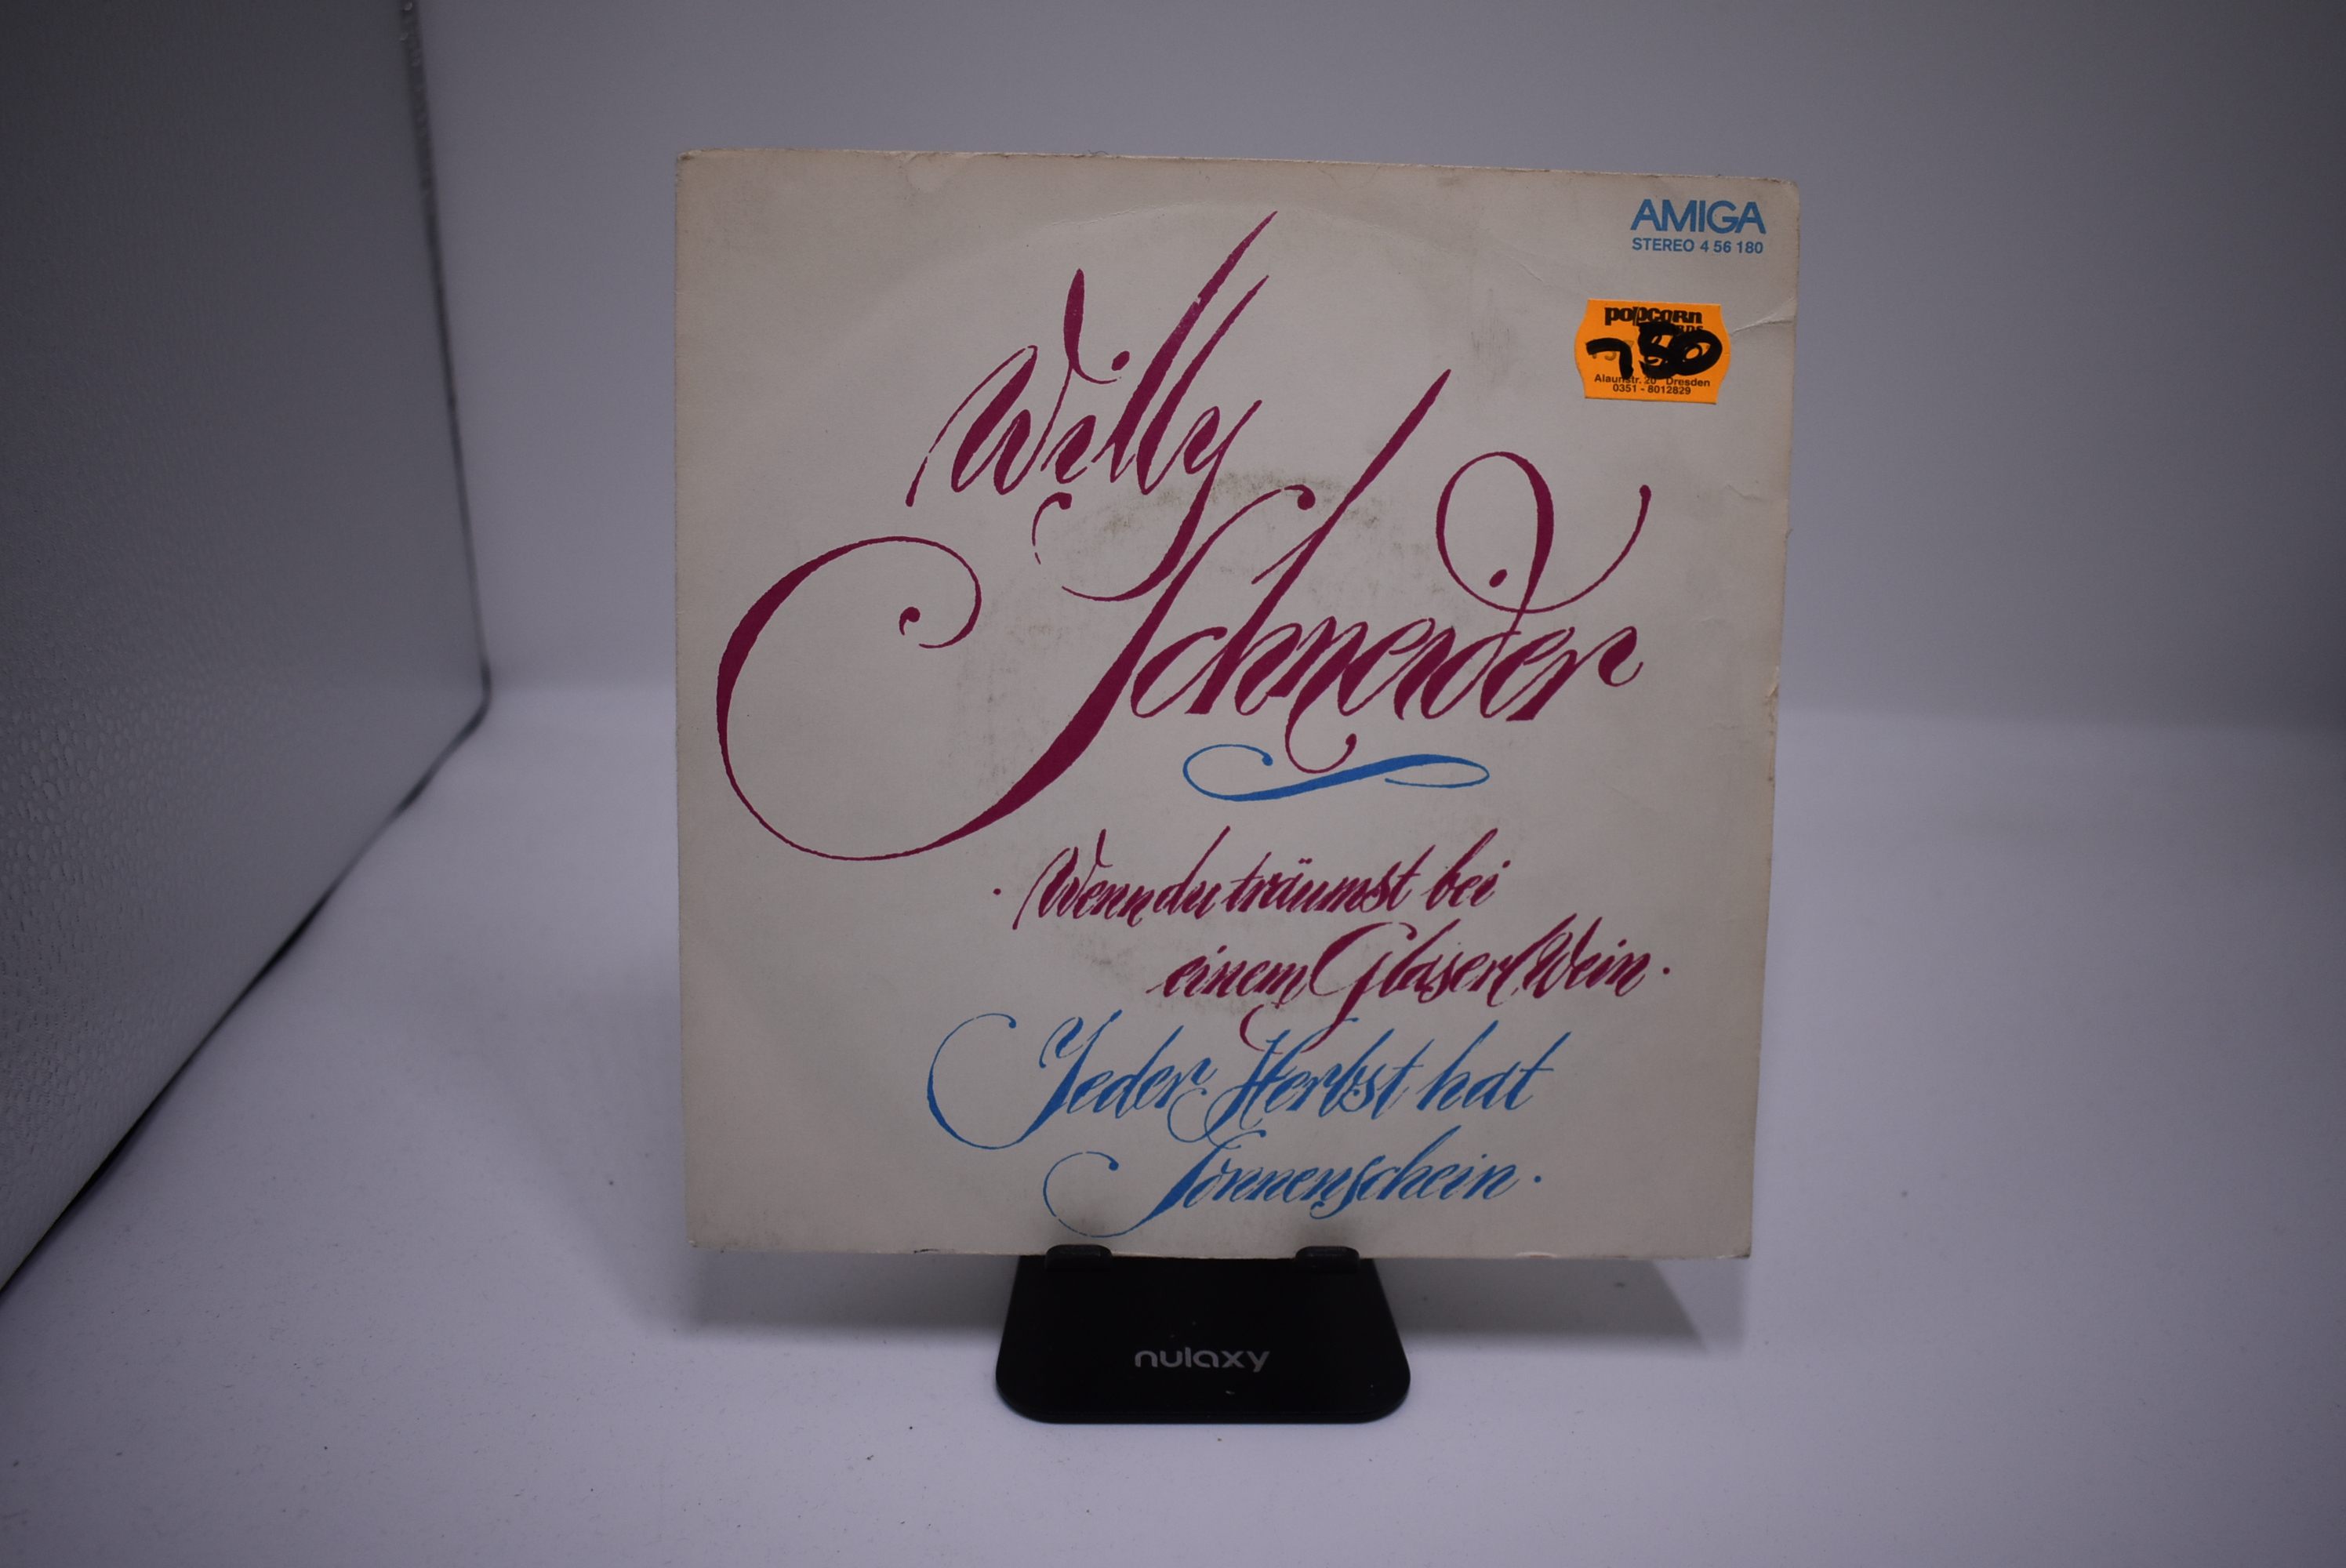 AMIGA
STEREO 4 56 180
popcorn
750
Alaunstr. 20 Dresden
0351 - 8012829
Willy
Schneider
· Wenn du träumst bei
einem Glaserl Wein ·
Jeder Herbst hat
Sonnenschein ·
nulaxy